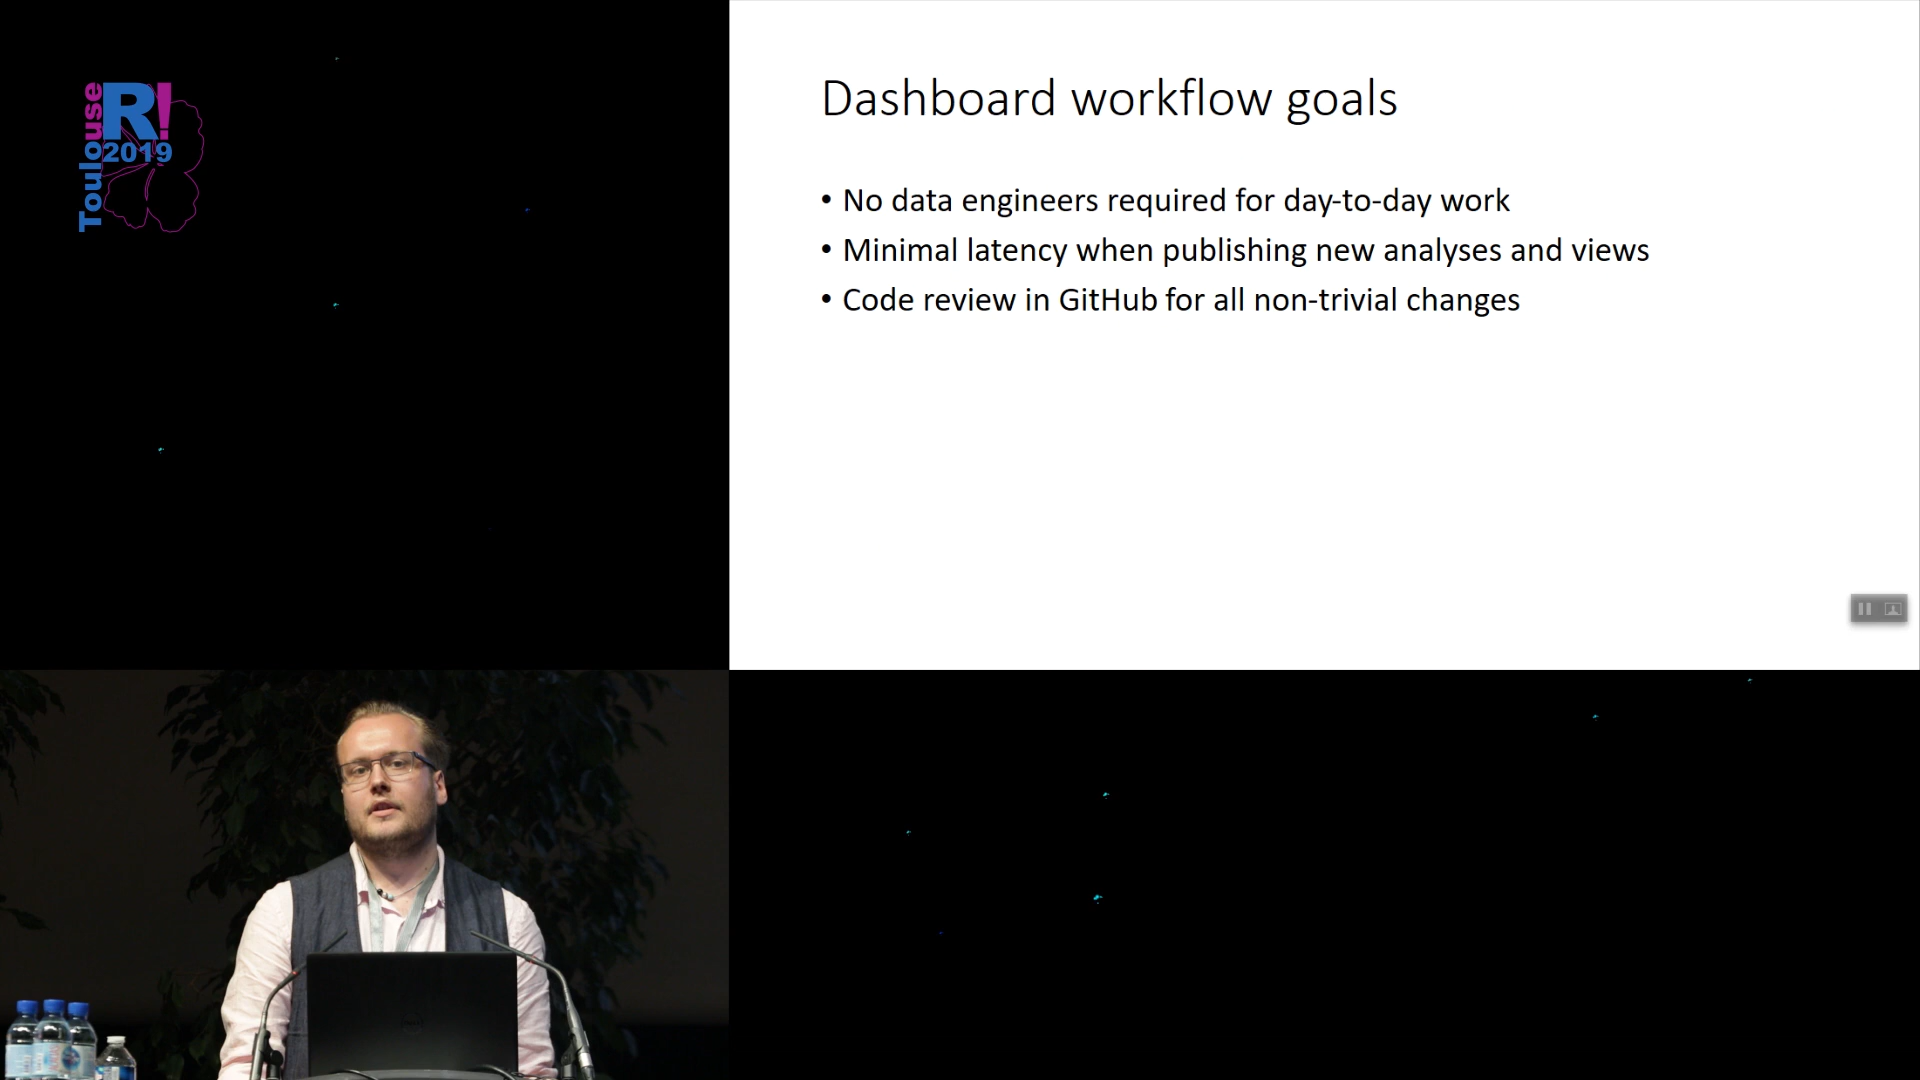 Toulouse
R!
2019
Dashboard workflow goals
• No data engineers required for day-to-day work
• Minimal latency when publishing new analyses and views
• Code review in GitHub for all non-trivial changes